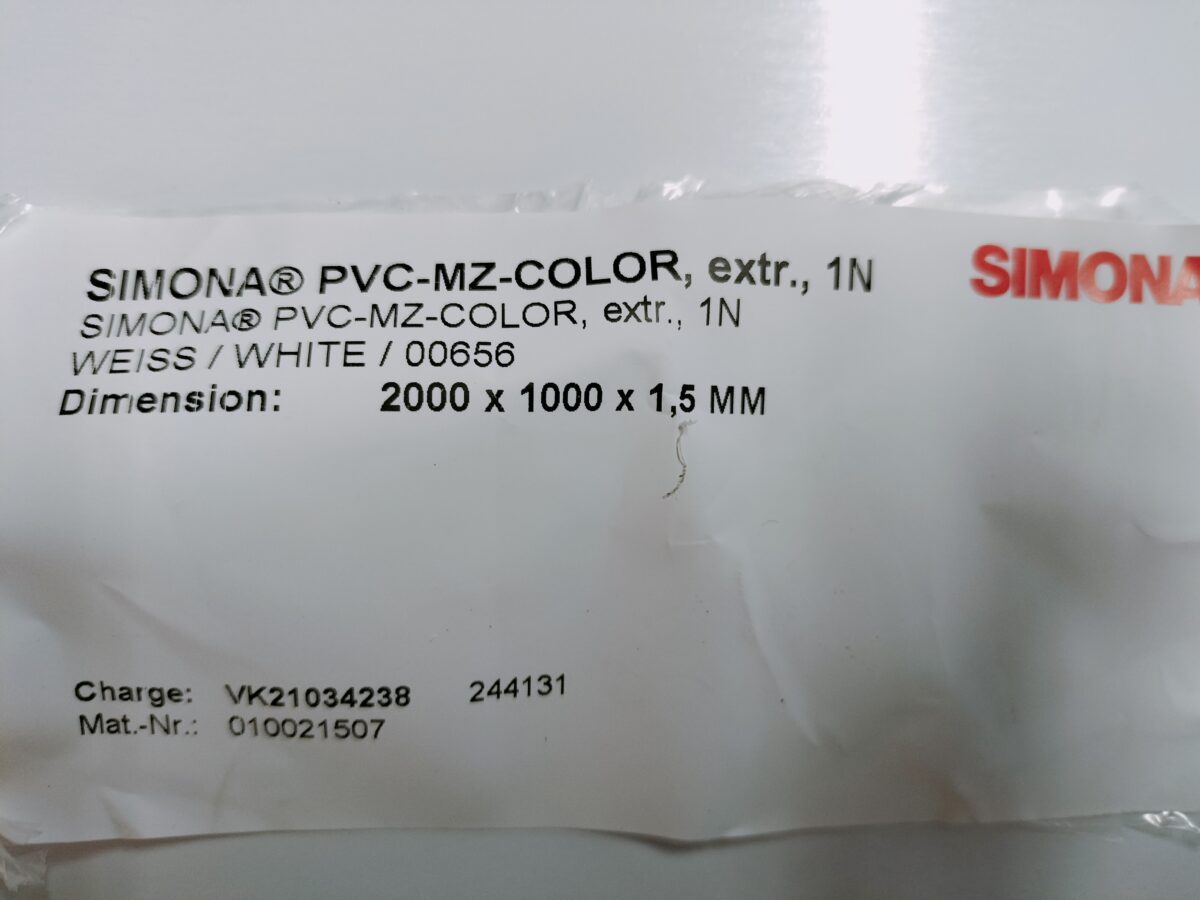 SIMONA® PVC-MZ-COLOR, extr., 1N
SIMONA
SIMONA® PVC-MZ-COLOR, extr., 1N
WEISS / WHITE / 00656
Dimension: 2000 x 1000 x 1,5 MM
Charge: VK21034238 244131
Mat.-Nr.: 010021507